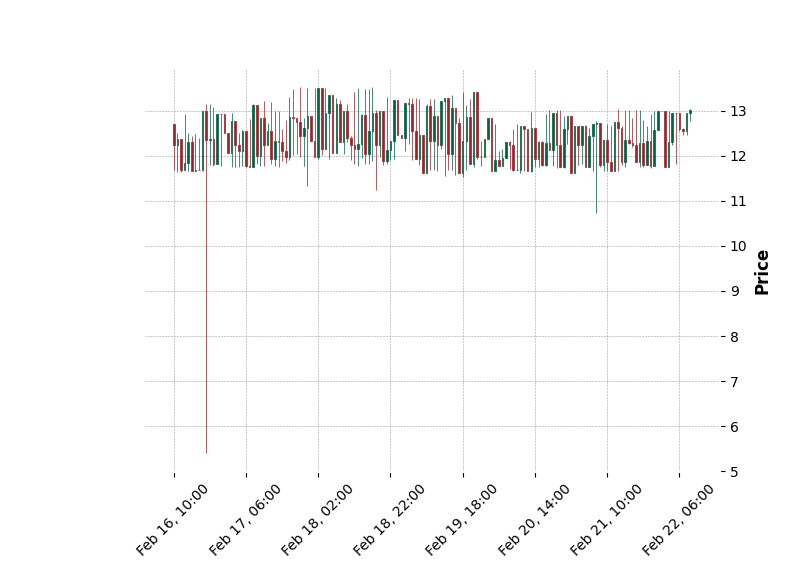 13
12
11
10
9
8
7
6
5
Price
Feb 16, 10:00
Feb 17, 06:00
Feb 18, 02:00
Feb 18, 22:00
Feb 19, 18:00
Feb 20, 14:00
Feb 21, 10:00
Feb 22, 06:00